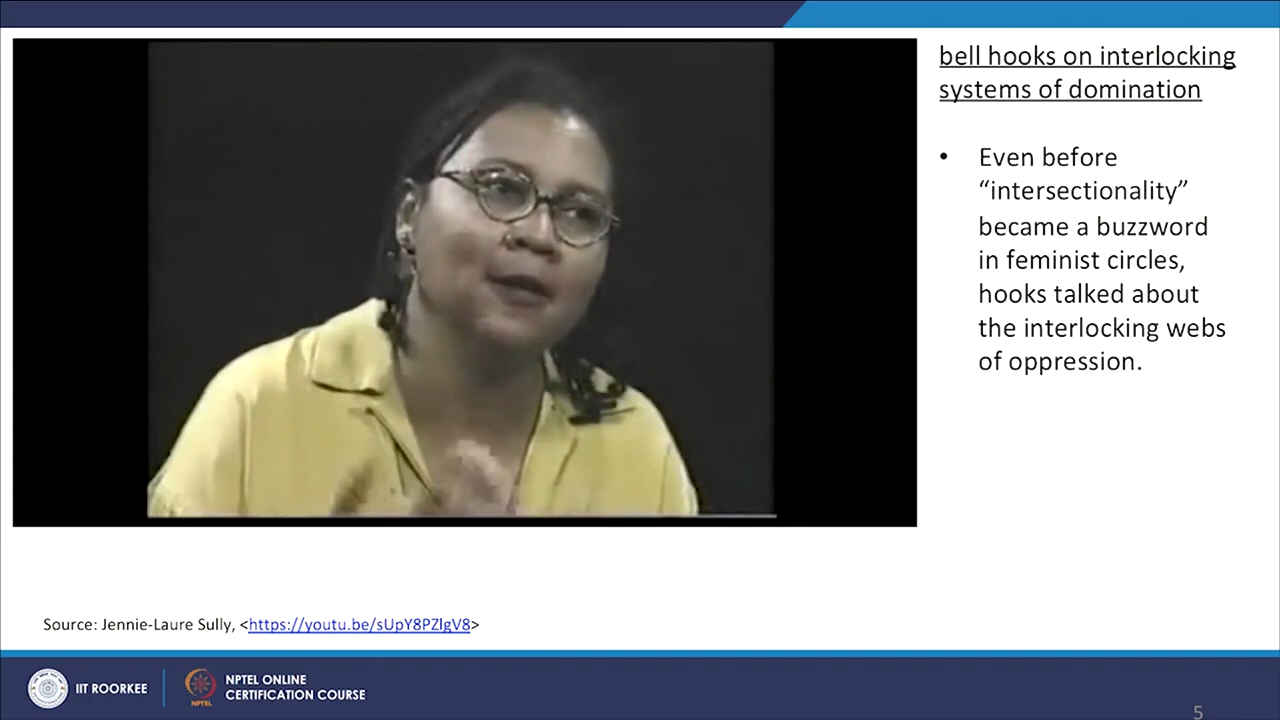 bell hooks on interlocking
systems of domination
• Even before
“intersectionality”
became a buzzword
in feminist circles,
hooks talked about
the interlocking webs
of oppression.
Source: Jennie-Laure Sully, <https://youtu.be/sUpY8PZlgV8>
IIT ROORKEE
NPTEL
NPTEL ONLINE
CERTIFICATION COURSE
5